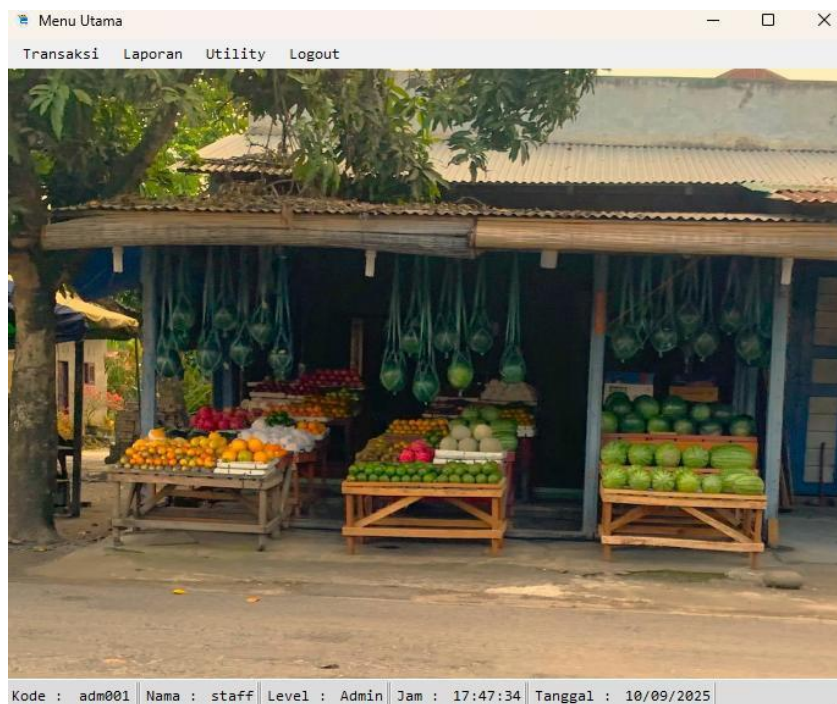 Menu Utama
Transaksi Laporan Utility Logout
Kode : adm001 Nama : staff Level : Admin Jam : 17:47:34 Tanggal : 10/09/2025